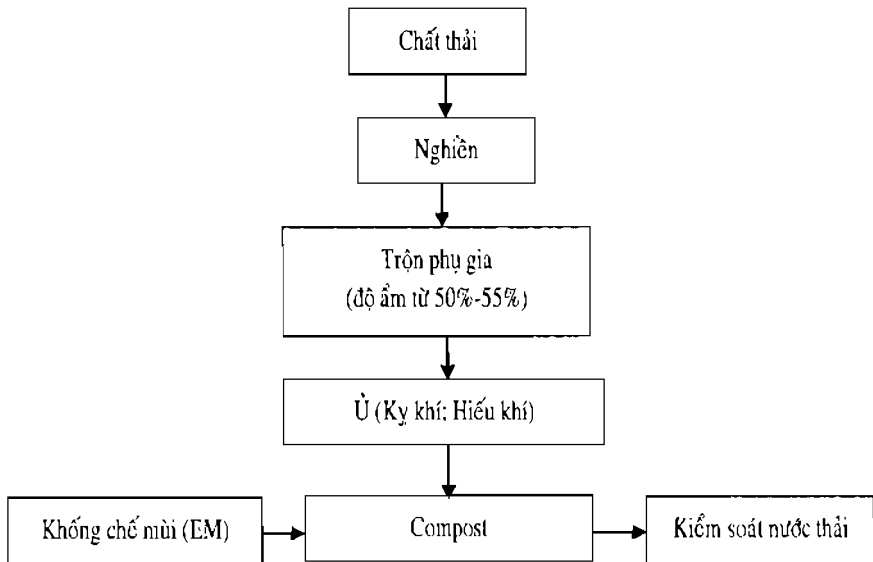 Chất thải
Nghiền
Trộn phụ gia
(độ ẩm từ 50%-55%)
Ủ (Kỵ khí; Hiếu khí)
Khống chế mùi (EM)
Compost
Kiểm soát nước thải